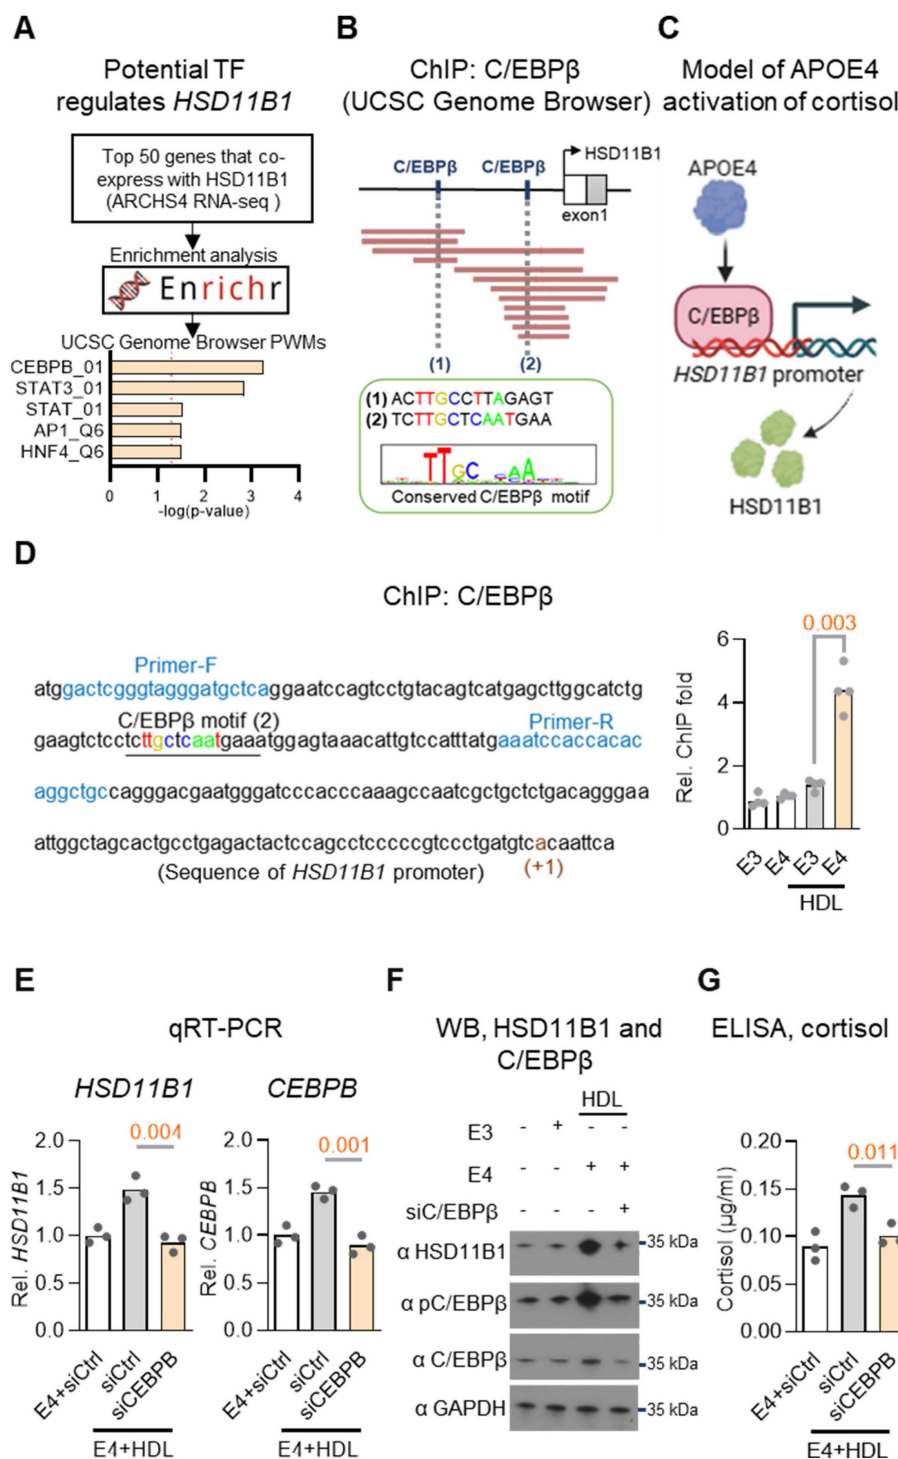 A
Potential TF
regulates HSD11B1
Top 50 genes that co-
express with HSD11B1
(ARCHS4 RNA-seq )
Enrichment analysis
Enrichr
UCSC Genome Browser PWMs
CEBPB_01
STAT3_01
STAT_01
AP1_Q6
HNF4_Q6
0 1 2 3 4
-log(p-value)
B
ChIP: C/EBPβ
(UCSC Genome Browser)
C/EBPβ C/EBPβ HSD11B1
exon1
(1) (2)
(1) ACTTGCCTTAGAGT
(2) TCTTGCTCAATGAA
TTGC AA
Conserved C/EBPβ motif
C
Model of APOE4
activation of cortisol
APOE4
C/EBPβ
HSD11B1 promoter
HSD11B1
D
ChIP: C/EBPβ
Primer-F
atggactcgggtagggatgctcaggaatccagtcctgtacagtcatgagcttggcatctg
C/EBPβ motif (2) Primer-R
gaagtctcctcttgctcaatgaaatggagtaaacattgtccatttatgaaatccaccacac
aggctgccagggacgaatgggatcccacccaaagccaatcgctgctctgacagggaa
attggctagcactgcctgagactactccagcctcccccgtccctgatgtcacaattca
(Sequence of HSD11B1 promoter) (+1)
Rel. ChIP fold
6
4
2
0
0.003
E3 E4 E3 E4
HDL
E
qRT-PCR
HSD11B1
Rel. HSD11B1
2.0
1.5
1.0
0.5
0.0
0.004
E4+siCtrl siCtrl siCEBPB
E4+HDL
CEBPB
Rel. CEBPB
2.0
1.5
1.0
0.5
0.0
0.001
E4+siCtrl siCtrl siCEBPB
E4+HDL
F
WB, HSD11B1 and
C/EBPβ
HDL
E3 - + - -
E4 - - + +
siC/EBPβ - - - +
α HSD11B1 35 kDa
α pC/EBPβ 35 kDa
α C/EBPβ 35 kDa
α GAPDH 35 kDa
G
ELISA, cortisol
Cortisol (μg/ml)
0.20
0.15
0.10
0.05
0.00
0.011
E4+siCtrl siCtrl siCEBPB
E4+HDL